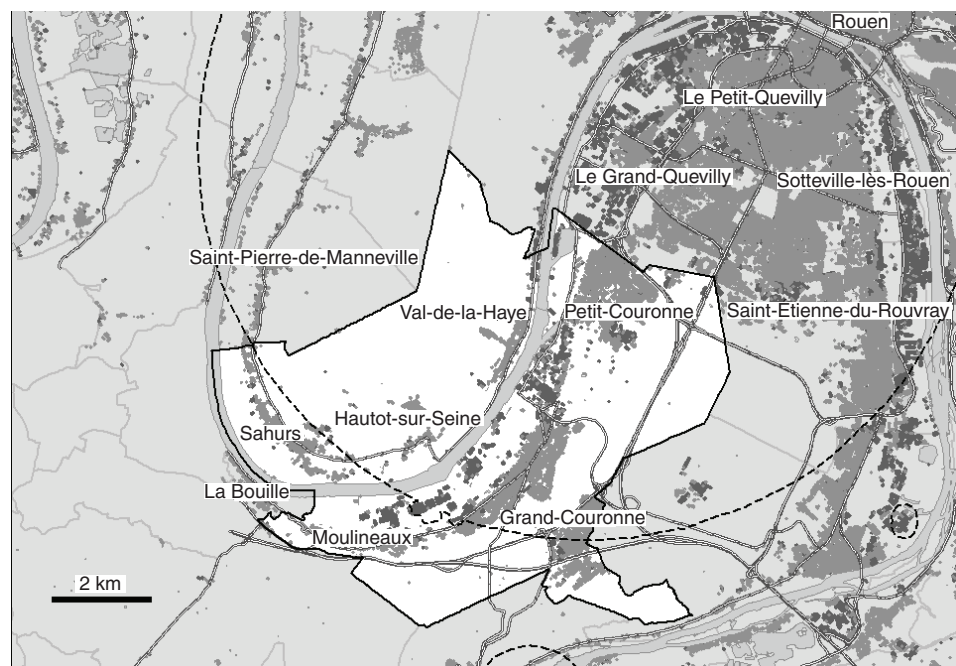 Rouen
Le Petit-Quevilly
Le Grand-Quevilly
Sotteville-lès-Rouen
Saint-Pierre-de-Manneville
Val-de-la-Haye
Petit-Couronne
Saint-Etienne-du-Rouvray
Hautot-sur-Seine
Sahurs
La Bouille
Grand-Couronne
Moulineaux
2 km